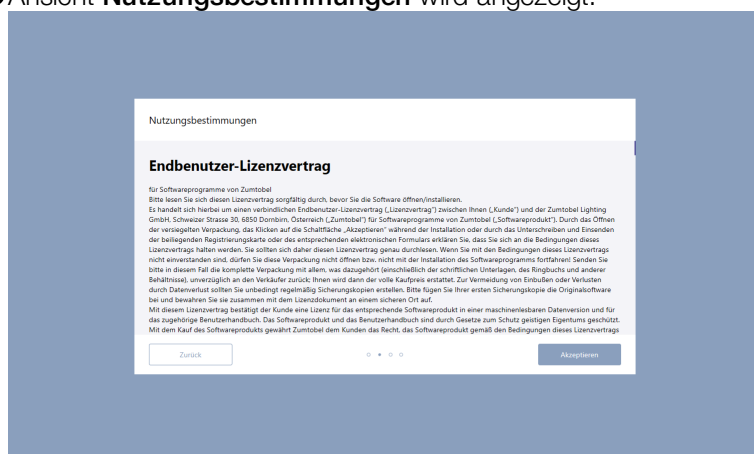 Ansicht Nutzungsbestimmungen wird angezeigt.
Nutzungsbestimmungen
Endbenutzer-Lizenzvertrag
für Softwareprogramme von Zumtobel
Bitte lesen Sie sich diesen Lizenzvertrag sorgfältig durch, bevor Sie die Software öffnen/installieren.
Es handelt sich hierbei um einen verbindlichen Endbenutzer-Lizenzvertrag („Lizenzvertrag") zwischen Ihnen („Kunde") und der Zumtobel Lighting
GmbH, Schweizer Strasse 30, 6850 Dornbirn, Österreich („Zumtobel") für Softwareprogramme von Zumtobel („Softwareprodukt"). Durch das Öffnen
der versiegelten Verpackung, das Klicken auf die Schaltfläche „Akzeptieren" während der Installation oder durch das Unterschreiben und Einsenden
der beiliegenden Registrierungskarte oder des entsprechenden elektronischen Formulars erklären Sie, dass Sie sich an die Bedingungen dieses
Lizenzvertrags halten werden. Sie sollten sich daher diesen Lizenzvertrag genau durchlesen. Wenn Sie mit den Bedingungen dieses Lizenzvertrags
nicht einverstanden sind, dürfen Sie diese Verpackung nicht öffnen bzw. nicht mit der Installation des Softwareprogramms fortfahren! Senden Sie
bitte in diesem Fall die komplette Verpackung mit allem, was dazugehört (einschließlich der schriftlichen Unterlagen, des Ringbuchs und anderer
Behältnisse), unverzüglich an den Verkäufer zurück; Ihnen wird dann der volle Kaufpreis erstattet. Zur Vermeidung von Einbußen oder Verlusten
durch Datenverlust sollten Sie unbedingt regelmäßig Sicherungskopien erstellen. Bitte fügen Sie Ihrer ersten Sicherungskopie die Originalsoftware
bei und bewahren Sie sie zusammen mit dem Lizenzdokument an einem sicheren Ort auf.
Mit diesem Lizenzvertrag bestätigt der Kunde eine Lizenz für das entsprechende Softwareprodukt in einer maschinenlesbaren Datenversion und für
das zugehörige Benutzerhandbuch. Das Softwareprodukt und das Benutzerhandbuch sind durch Gesetze zum Schutz geistigen Eigentums geschützt.
Mit dem Kauf des Softwareprodukts gewährt Zumtobel dem Kunden das Recht, das Softwareprodukt gemäß den Bedingungen dieses Lizenzvertrags
Zurück
Akzeptieren